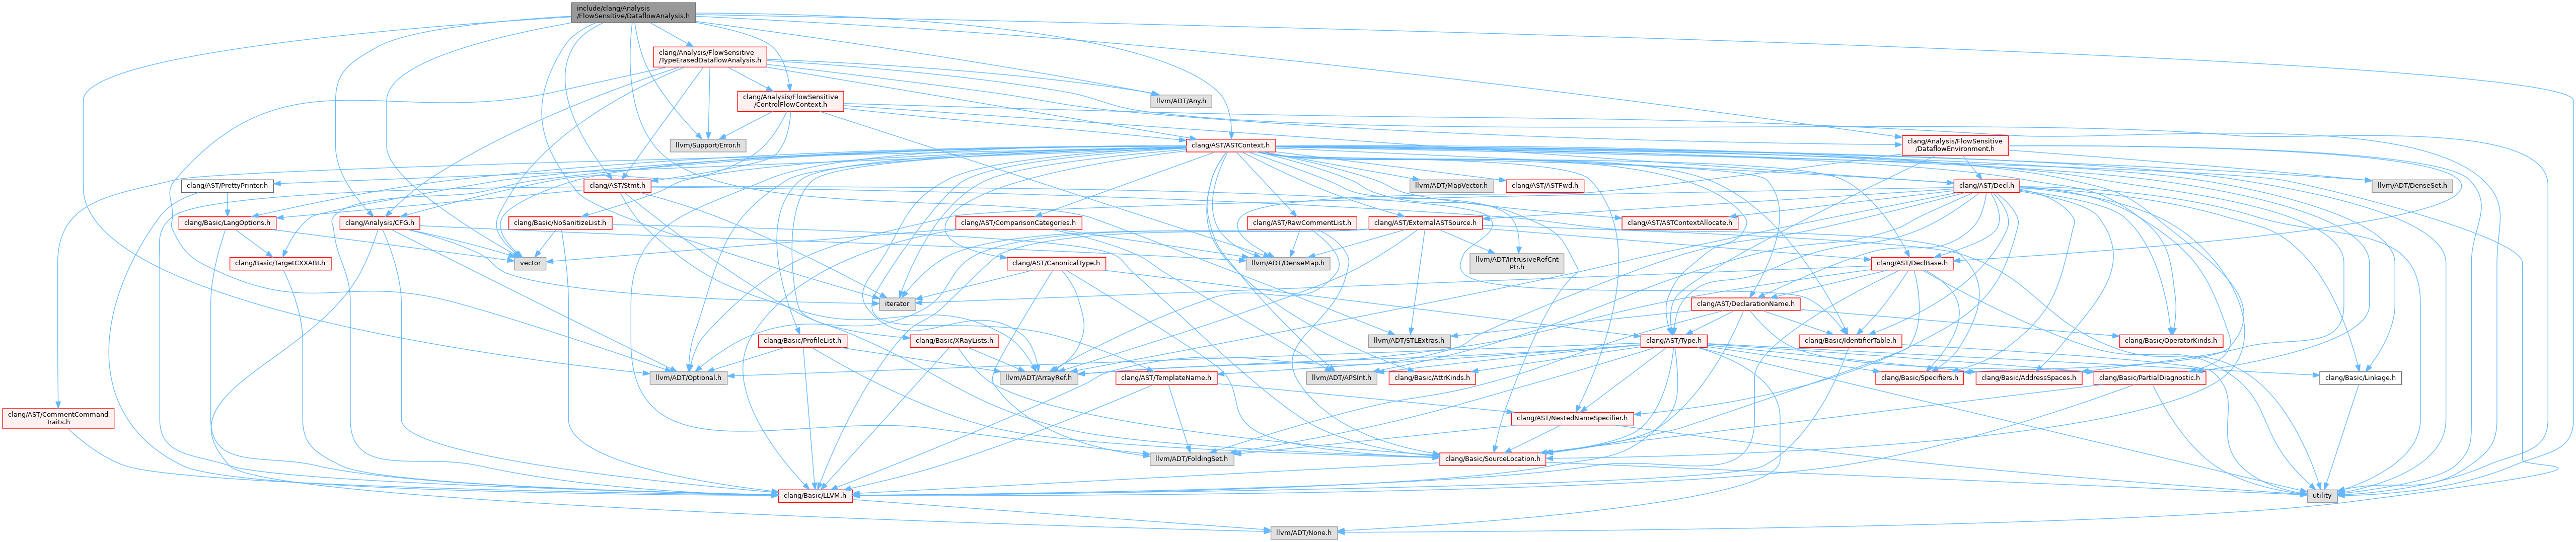 include/clang/Analysis
/FlowSensitive/DataflowAnalysis.h
clang/Analysis/FlowSensitive
/TypeErasedDataflowAnalysis.h
clang/Analysis/FlowSensitive
/ControlFlowContext.h
llvm/ADT/Any.h
llvm/Support/Error.h
clang/AST/ASTContext.h
clang/Analysis/FlowSensitive
/DataflowEnvironment.h
clang/AST/PrettyPrinter.h
clang/AST/Stmt.h
llvm/ADT/MapVector.h
clang/AST/ASTFwd.h
clang/AST/Decl.h
llvm/ADT/DenseSet.h
clang/Basic/LangOptions.h
clang/Analysis/CFG.h
clang/Basic/NoSanitizeList.h
clang/AST/ComparisonCategories.h
clang/AST/RawCommentList.h
clang/AST/ExternalASTSource.h
clang/AST/ASTContextAllocate.h
clang/Basic/TargetCXXABI.h
vector
clang/AST/CanonicalType.h
llvm/ADT/DenseMap.h
llvm/ADT/IntrusiveRefCnt
Ptr.h
clang/AST/DeclBase.h
iterator
clang/AST/DeclarationName.h
clang/Basic/ProfileList.h
clang/Basic/XRayLists.h
llvm/ADT/STLExtras.h
clang/AST/Type.h
clang/Basic/IdentifierTable.h
clang/Basic/OperatorKinds.h
llvm/ADT/Optional.h
llvm/ADT/ArrayRef.h
clang/AST/TemplateName.h
llvm/ADT/APSInt.h
clang/Basic/AttrKinds.h
clang/Basic/Specifiers.h
clang/Basic/AddressSpaces.h
clang/Basic/PartialDiagnostic.h
clang/Basic/Linkage.h
clang/AST/CommentCommand
Traits.h
clang/AST/NestedNameSpecifier.h
llvm/ADT/FoldingSet.h
clang/Basic/SourceLocation.h
clang/Basic/LLVM.h
utility
llvm/ADT/None.h